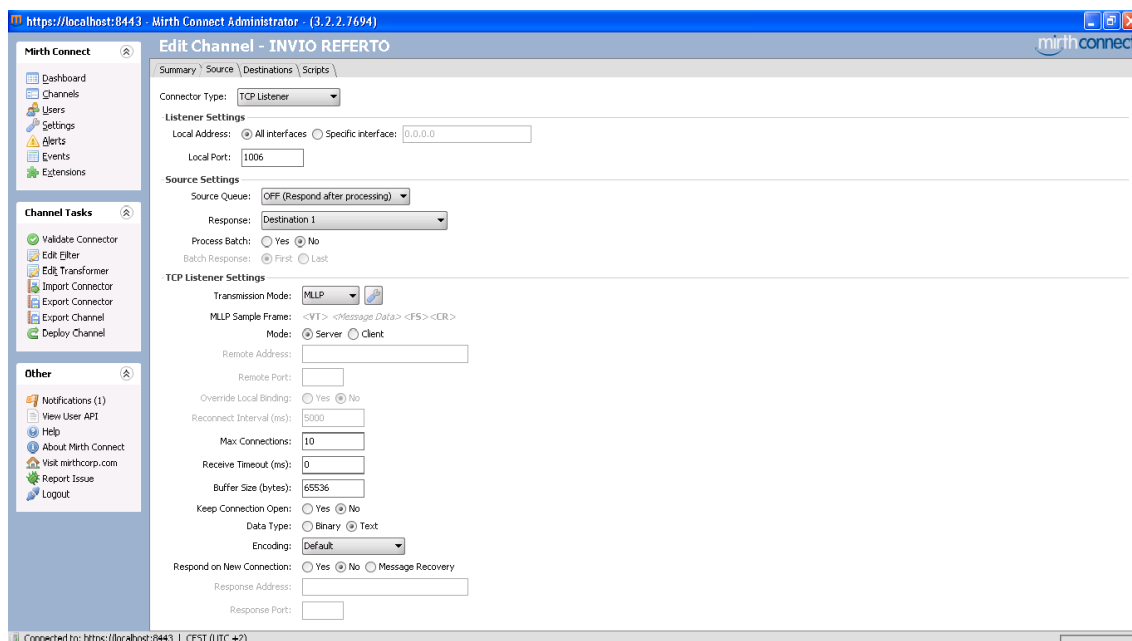 https://localhost:8443 - Mirth Connect Administrator - (3.2.2.7694)
Mirth Connect
Dashboard
Channels
Users
Settings
Alerts
Events
Extensions
Channel Tasks
Validate Connector
Edit Filter
Edit Transformer
Import Connector
Export Connector
Export Channel
Deploy Channel
Other
Notifications (1)
View User API
Help
About Mirth Connect
Visit mirthcorp.com
Report Issue
Logout
Edit Channel - INVIO REFERTO
mirthconnect
Summary Source Destinations Scripts
Connector Type: TCP Listener
Listener Settings
Local Address: All interfaces Specific interface: 0.0.0.0
Local Port: 1006
Source Settings
Source Queue: OFF (Respond after processing)
Response: Destination 1
Process Batch: Yes No
Batch Response: First Last
TCP Listener Settings
Transmission Mode: MLLP
MLLP Sample Frame: <VT> <Message Data> <FS><CR>
Mode: Server Client
Remote Address:
Remote Port:
Override Local Binding: Yes No
Reconnect Interval (ms): 5000
Max Connections: 10
Receive Timeout (ms): 0
Buffer Size (bytes): 65536
Keep Connection Open: Yes No
Data Type: Binary Text
Encoding: Default
Respond on New Connection: Yes No Message Recovery
Response Address:
Response Port:
Connected to: https://localhost:8443 | CEST (UTC +2)